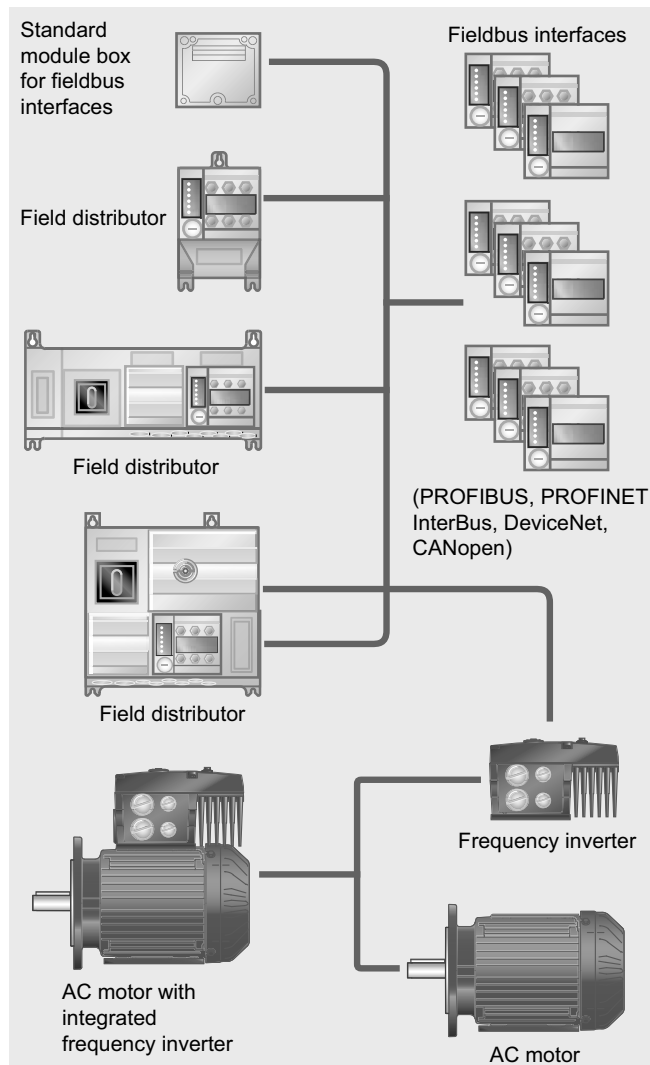 Standard
module box
for fieldbus
interfaces
Fieldbus interfaces
Field distributor
Field distributor
(PROFIBUS, PROFINET
InterBus, DeviceNet,
CANopen)
Field distributor
Frequency inverter
AC motor with
integrated
frequency inverter
AC motor